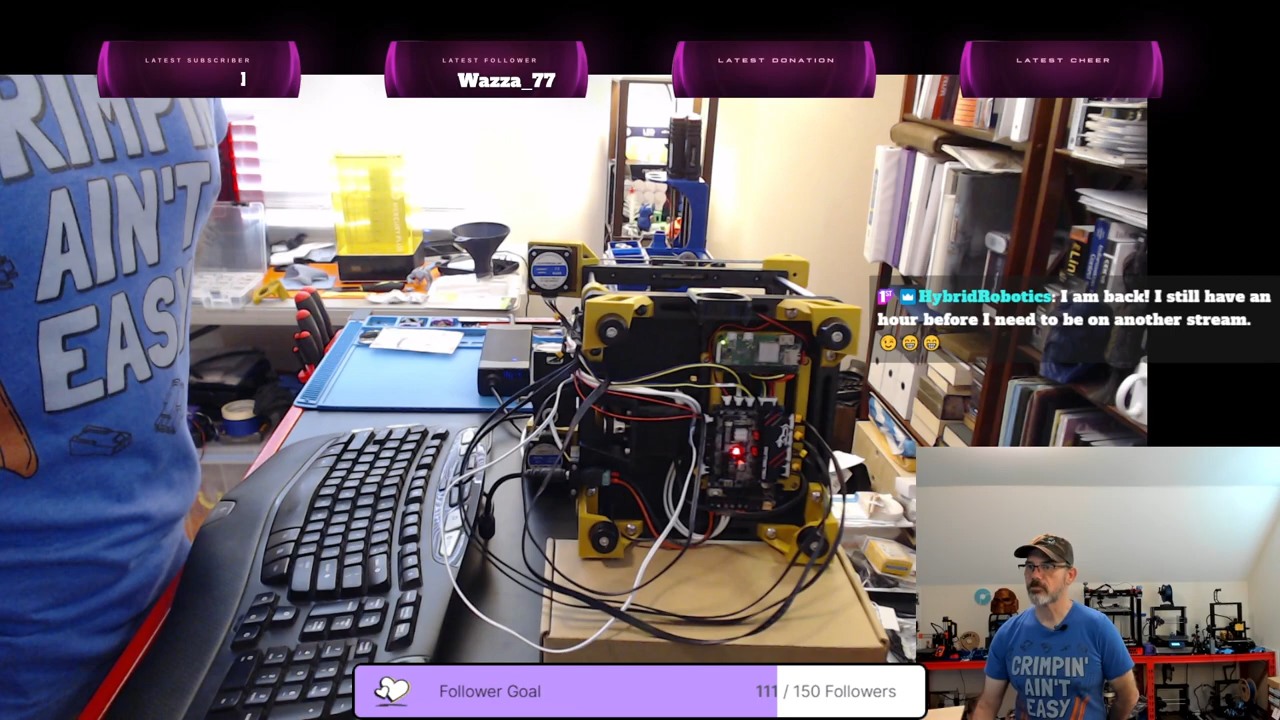 LATEST SUBSCRIBER
LATEST FOLLOWER
Wazza_77
LATEST DONATION
LATEST CHEER
CRIMPIN'
AIN'T
EASY
1ST HybridRobotics: I am back! I still have an
hour before I need to be on another stream.
CRIMPIN'
AIN'T
EASY
Follower Goal
111 / 150 Followers